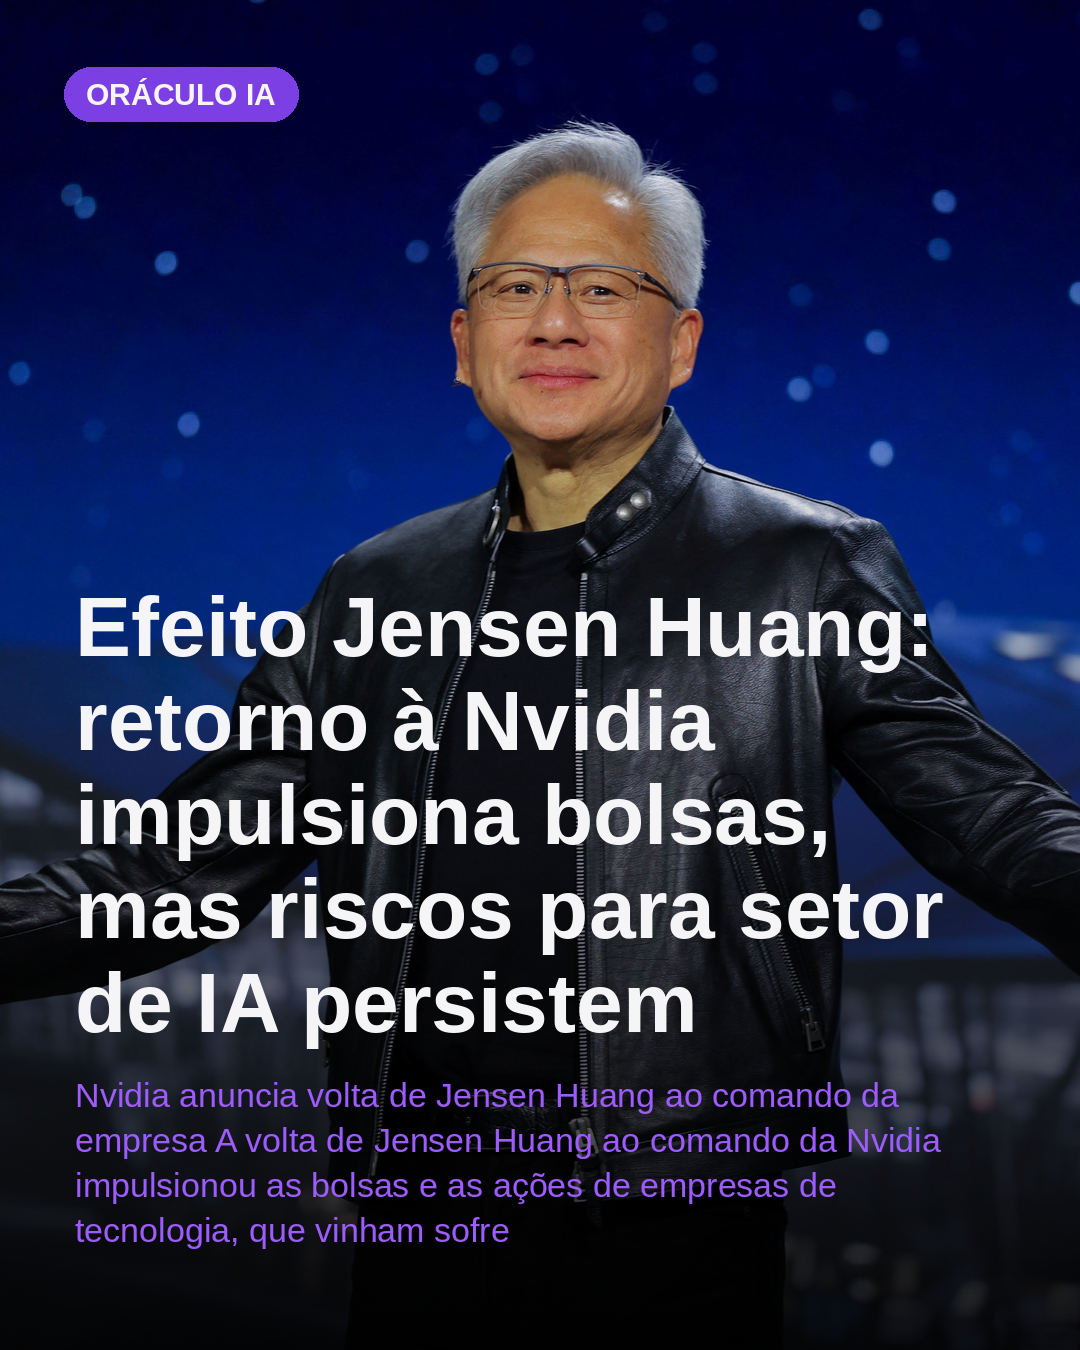 ORÁCULO IA
Efeito Jensen Huang:
retorno à Nvidia
impulsiona bolsas,
mas riscos para setor
de IA persistem
Nvidia anuncia volta de Jensen Huang ao comando da
empresa A volta de Jensen Huang ao comando da Nvidia
impulsionou as bolsas e as ações de empresas de
tecnologia, que vinham sofre